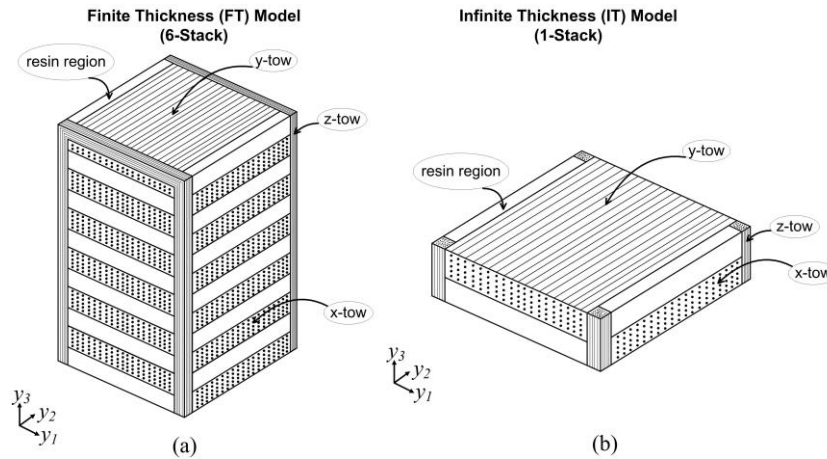 Finite Thickness (FT) Model
(6-Stack)
Infinite Thickness (IT) Model
(1-Stack)
resin region
y-tow
z-tow
x-tow
y3
y2
y1
(a)
resin region
y-tow
z-tow
x-tow
y3
y2
y1
(b)